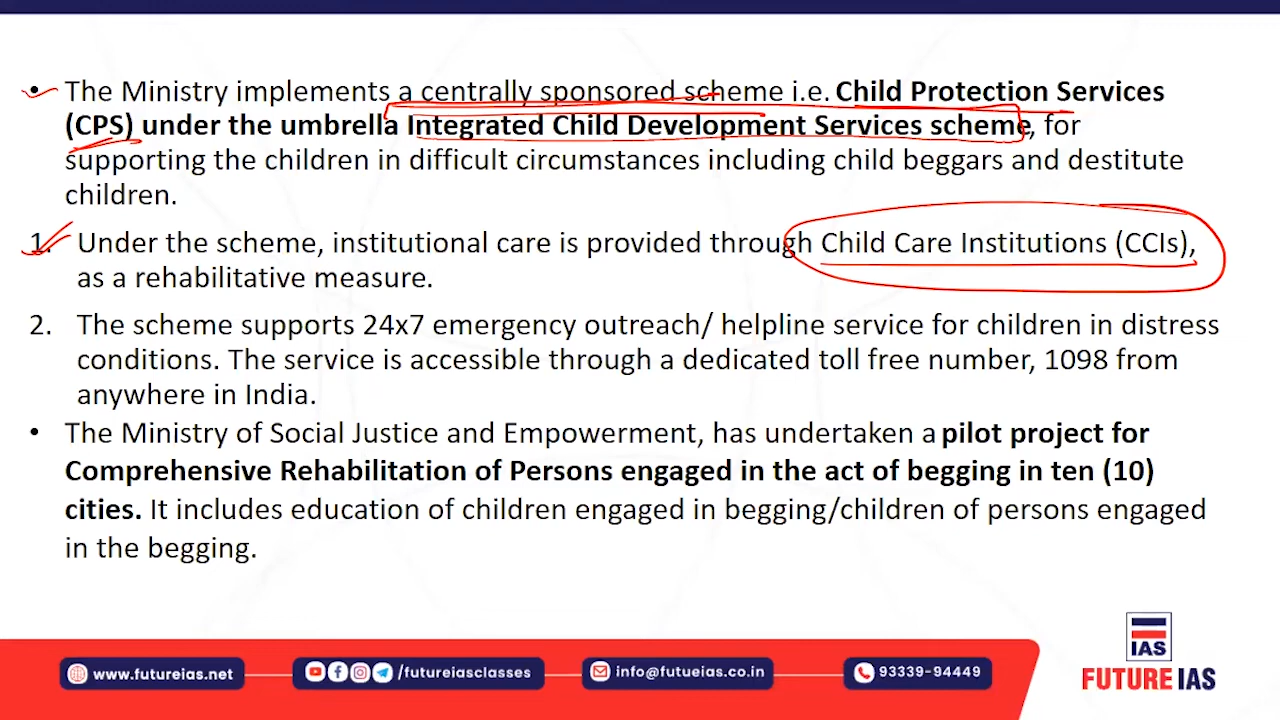 • The Ministry implements a centrally sponsored scheme i.e. Child Protection Services
(CPS) under the umbrella Integrated Child Development Services scheme, for
supporting the children in difficult circumstances including child beggars and destitute
children.
1. Under the scheme, institutional care is provided through Child Care Institutions (CCIs),
as a rehabilitative measure.
2. The scheme supports 24x7 emergency outreach/ helpline service for children in distress
conditions. The service is accessible through a dedicated toll free number, 1098 from
anywhere in India.
• The Ministry of Social Justice and Empowerment, has undertaken a pilot project for
Comprehensive Rehabilitation of Persons engaged in the act of begging in ten (10)
cities. It includes education of children engaged in begging/children of persons engaged
in the begging.
www.futureias.net
/futureiasclasses
info@futueias.co.in
93339-94449
IAS
FUTURE IAS